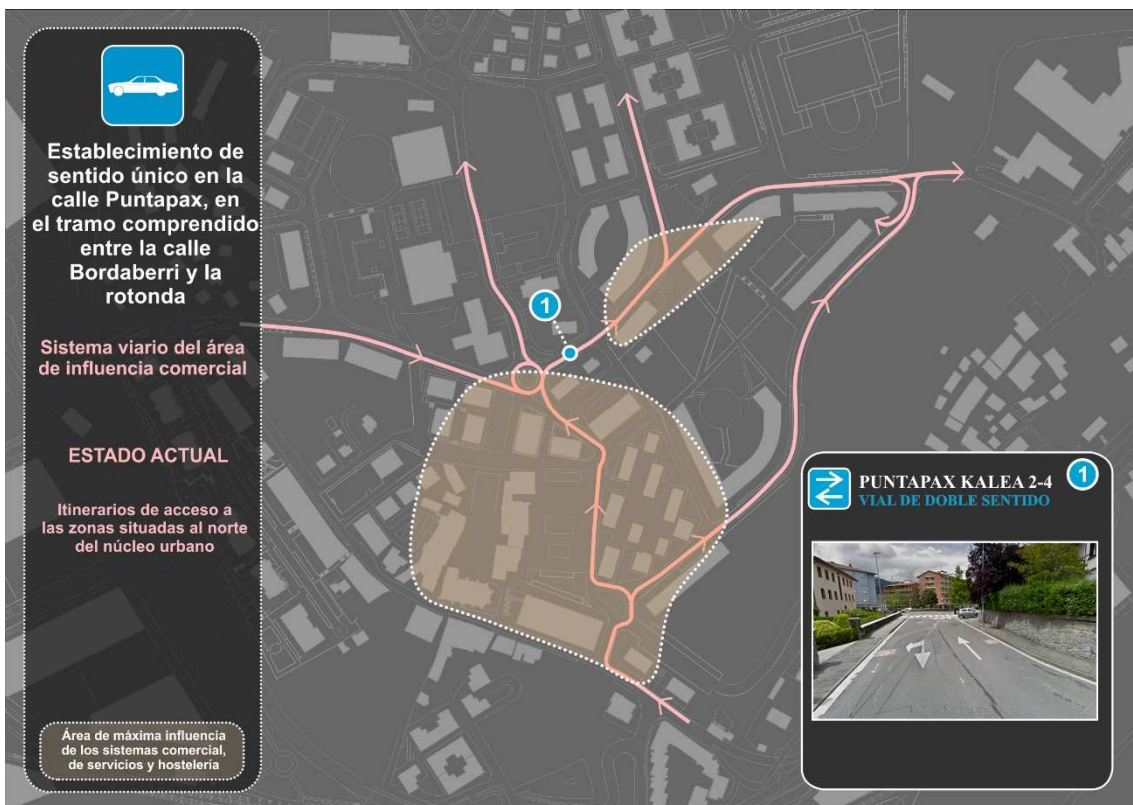 Establecimiento de
sentido único en la
calle Puntapax, en
el tramo comprendido
entre la calle
Bordaberri y la
rotonda
Sistema viario del área
de influencia comercial
ESTADO ACTUAL
Itinerarios de acceso a
las zonas situadas al norte
del núcleo urbano
Área de máxima influencia
de los sistemas comercial,
de servicios y hostelería
1
PUNTAPAX KALEA 2-4
1
VIAL DE DOBLE SENTIDO